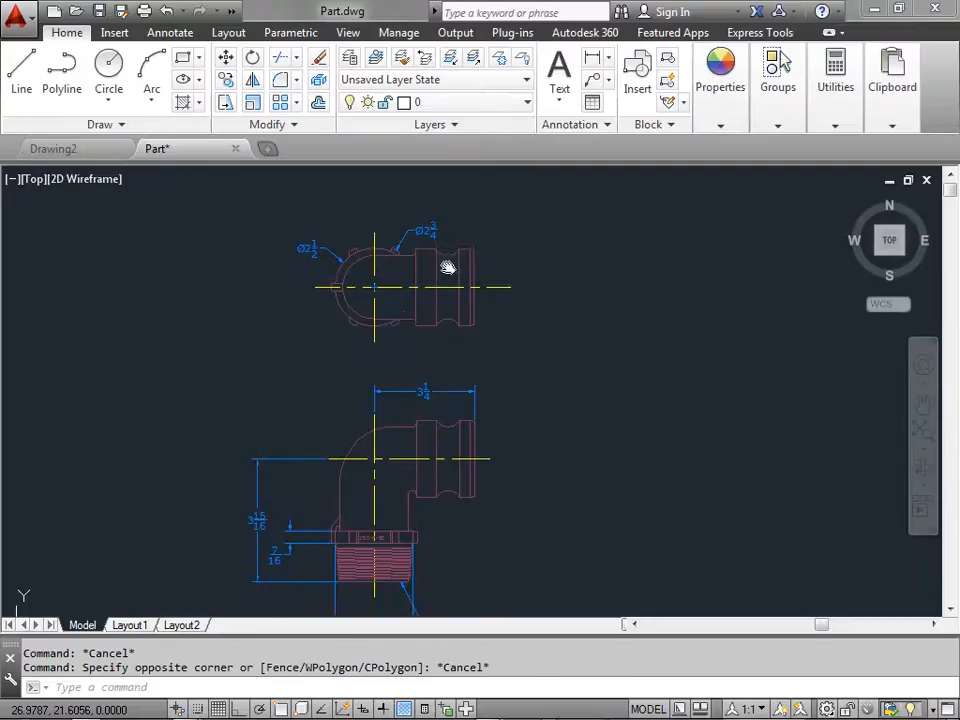 Part.dwg
Type a keyword or phrase
Sign In
Home Insert Annotate Layout Parametric View Manage Output Plug-ins Autodesk 360 Featured Apps Express Tools
Line
Polyline
Circle
Arc
Unsaved Layer State
0
Text
Insert
Properties
Groups
Utilities
Clipboard
Draw
Modify
Layers
Annotation
Block
Drawing2
Part*
[−][Top][2D Wireframe]
N
W TOP E
S
WCS
Ø2 3/4
Ø2 1/2
3 1/4
3 15/16
7/16
Y
Model Layout1 Layout2
Command: *Cancel*
Command: Specify opposite corner or [Fence/WPolygon/CPolygon]: *Cancel*
Type a command
26.9787, 21.6056, 0.0000
MODEL
1:1